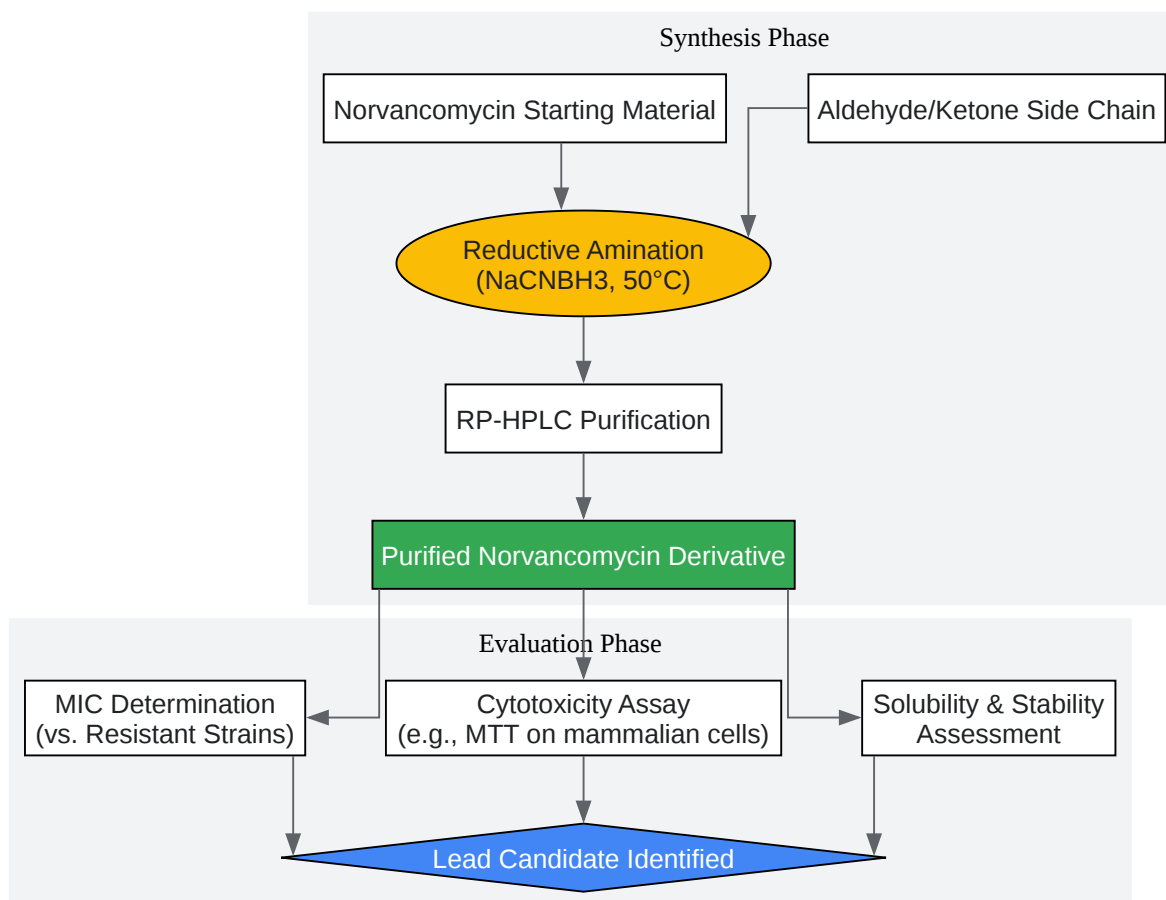 Synthesis Phase
Norvancomycin Starting Material
Aldehyde/Ketone Side Chain
Reductive Amination
(NaCNBH3, 50°C)
RP-HPLC Purification
Purified Norvancomycin Derivative
Evaluation Phase
MIC Determination
(vs. Resistant Strains)
Cytotoxicity Assay
(e.g., MTT on mammalian cells)
Solubility & Stability
Assessment
Lead Candidate Identified